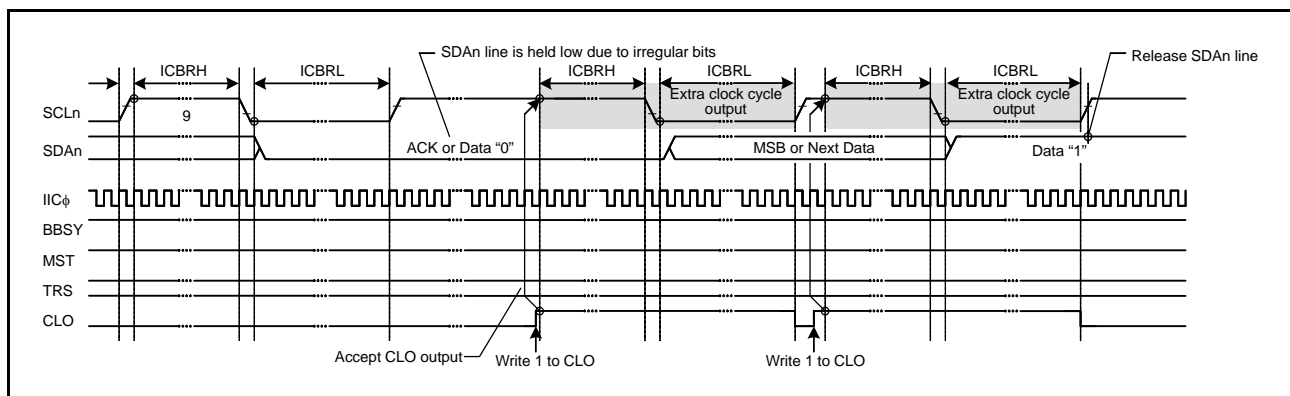 SDAn line is held low due to irregular bits
Release SDAn line
ICBRH
ICBRL
ICBRH
ICBRL
ICBRH
ICBRL
Extra clock cycle output
Extra clock cycle output
SCLn
9
SDAn
ACK or Data “0”
MSB or Next Data
Data “1”
IICϕ
BBSY
MST
TRS
CLO
Accept CLO output
Write 1 to CLO
Write 1 to CLO